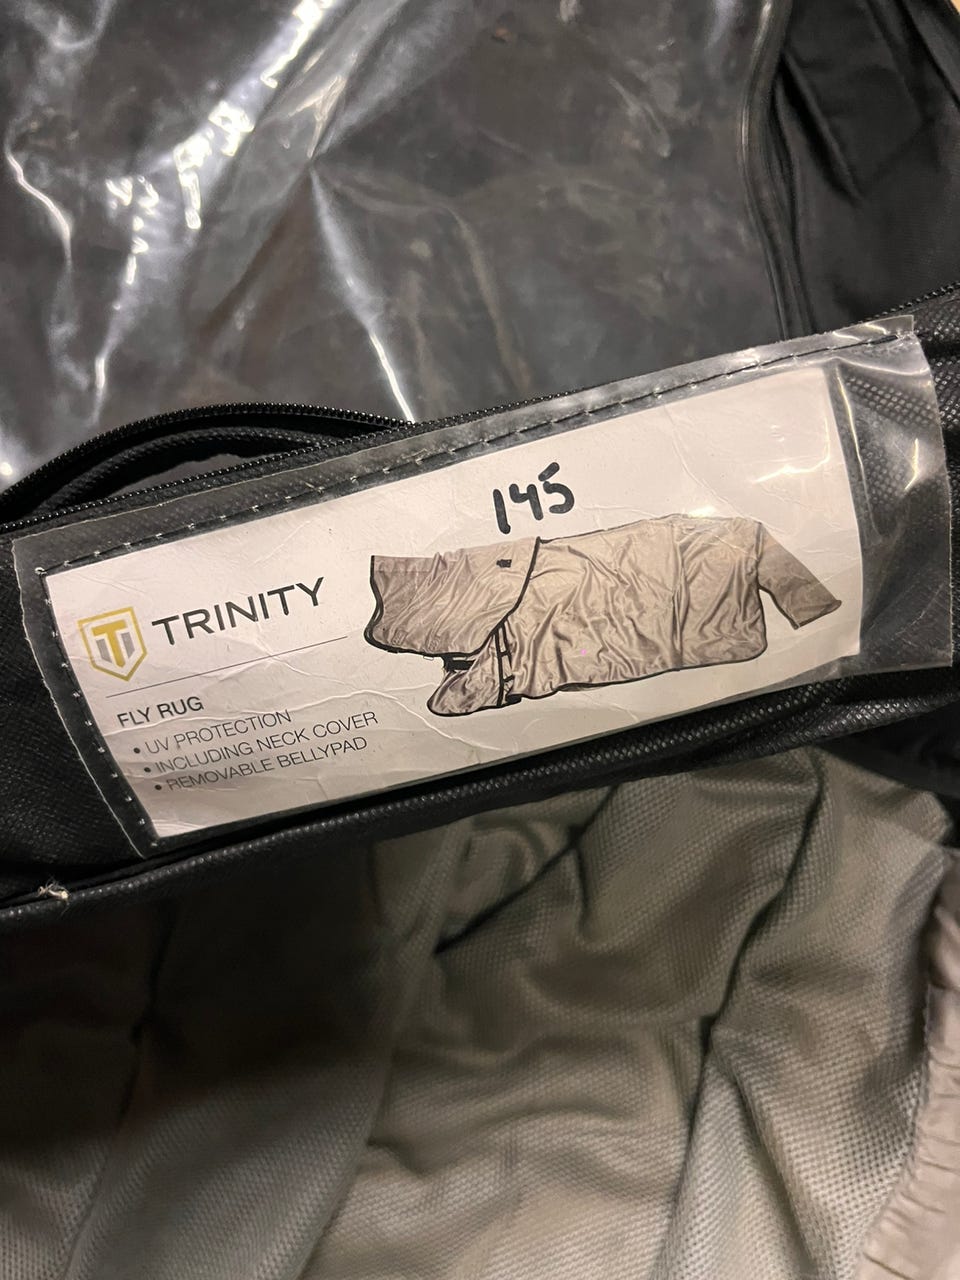 145
TRINITY
FLY RUG
• UV PROTECTION
• INCLUDING NECK COVER
• REMOVABLE BELLYPAD